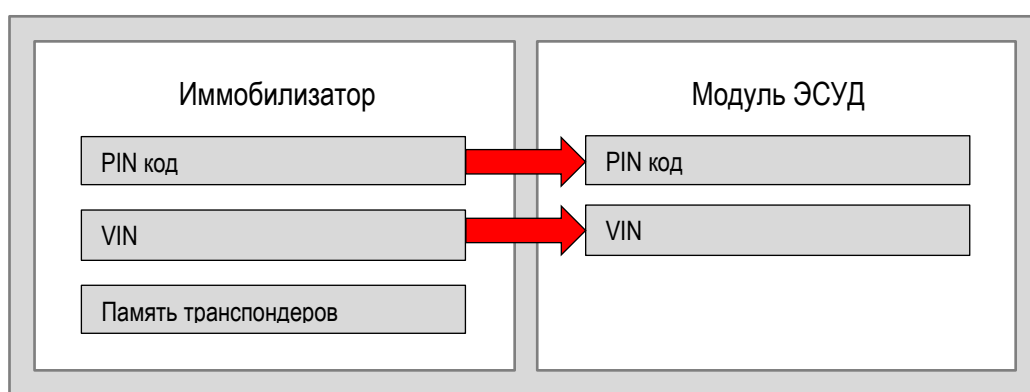 Иммобилизатор
PIN код
VIN
Память транспондеров
Модуль ЭСУД
PIN код
VIN